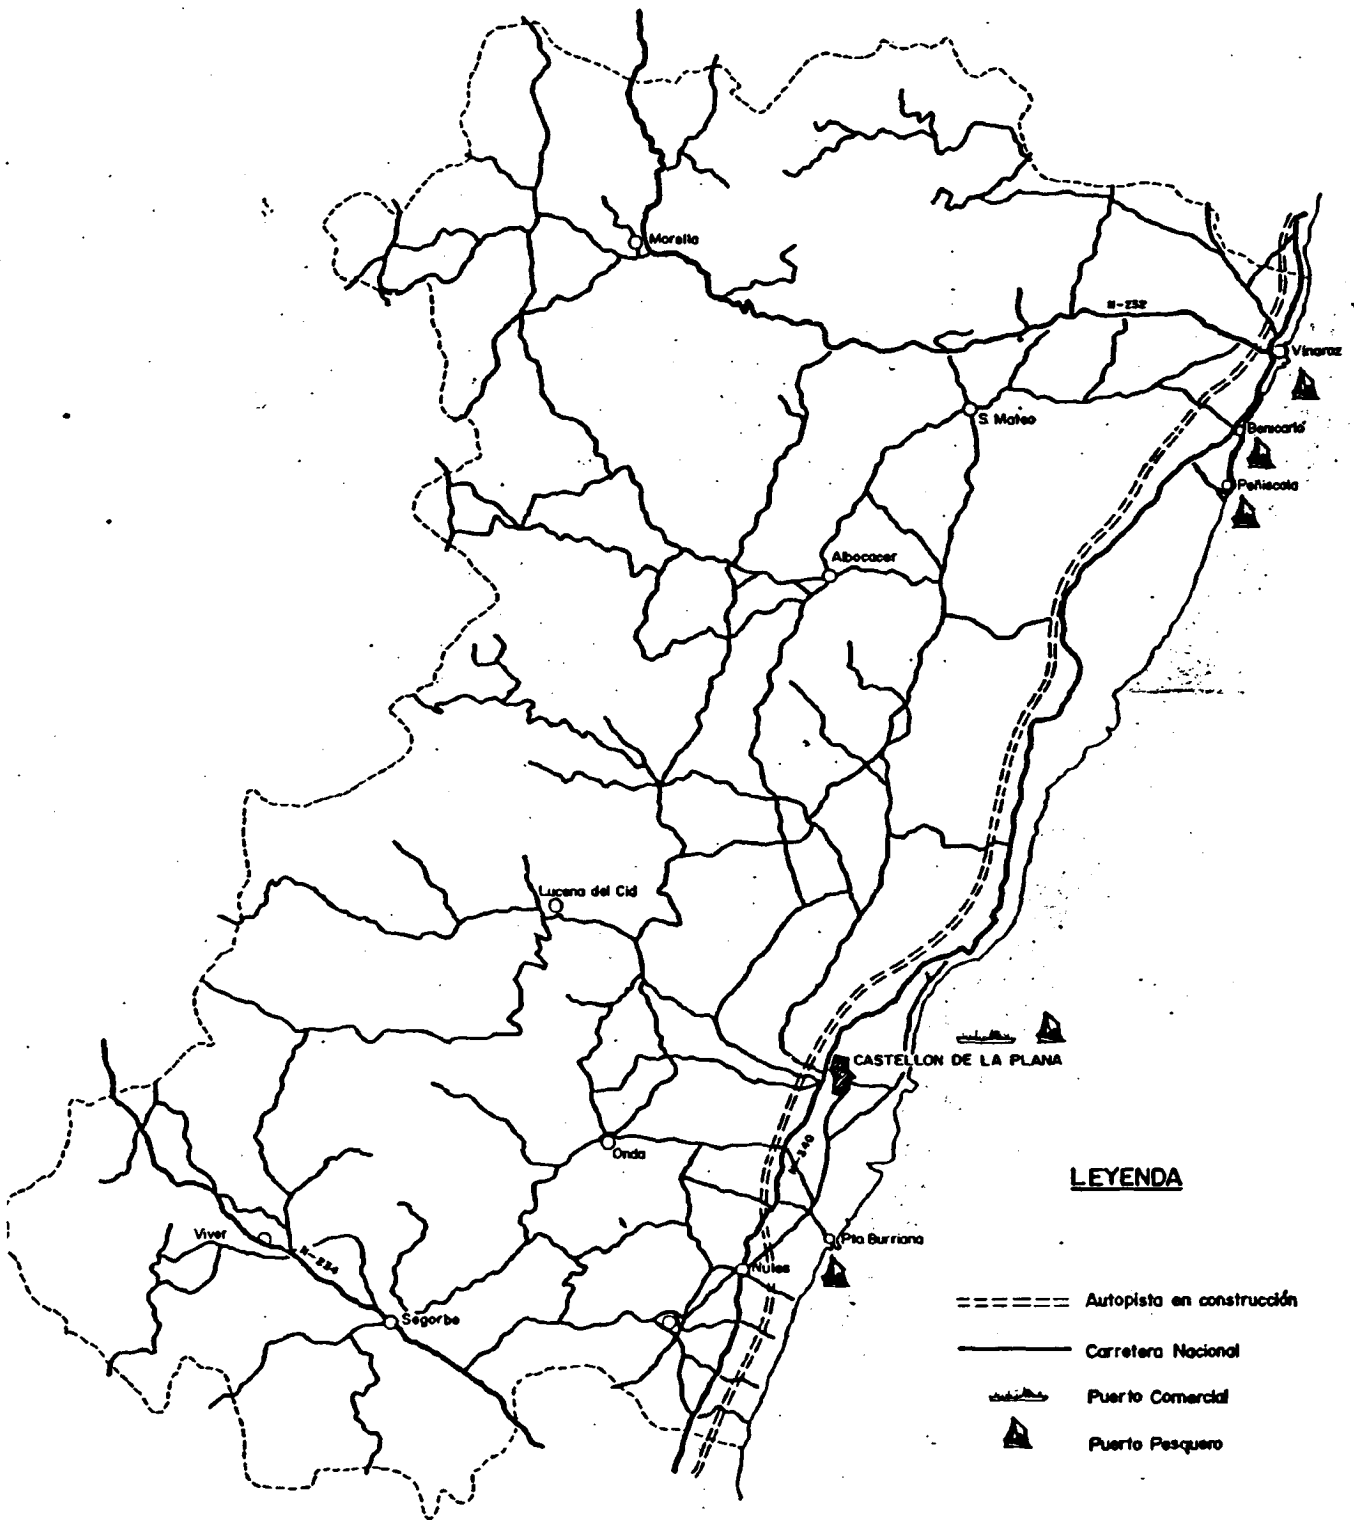 Morella
N-232
Vinaroz
S. Mateo
Benicarló
Peñiscola
Albocacer
Lucena del Cid
CASTELLON DE LA PLANA
N-340
Onda
LEYENDA
Viver
Pto. Burriana
N-234
Nules
Segorbe
Autopista en construcción
Carretera Nacional
Puerto Comercial
Puerto Pesquero